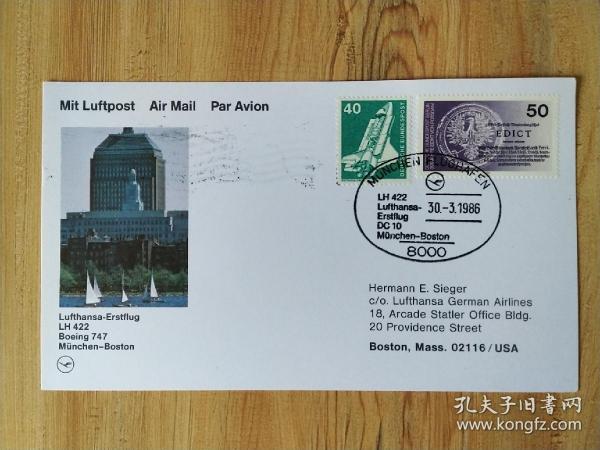 Mit Luftpost Air Mail Par Avion
40
DEUTSCHE BUNDESPOST
50
EDICT
MÜNCHEN FLUGHAFEN
LH 422
Lufthansa-
Erstflug
DC 10
München-Boston
30.-3.1986
8000
Lufthansa-Erstflug
LH 422
Boeing 747
München-Boston
Hermann E. Sieger
c/o. Lufthansa German Airlines
18, Arcade Statler Office Bldg.
20 Providence Street
Boston, Mass. 02116/USA
孔夫子旧书网
www.kongfz.com